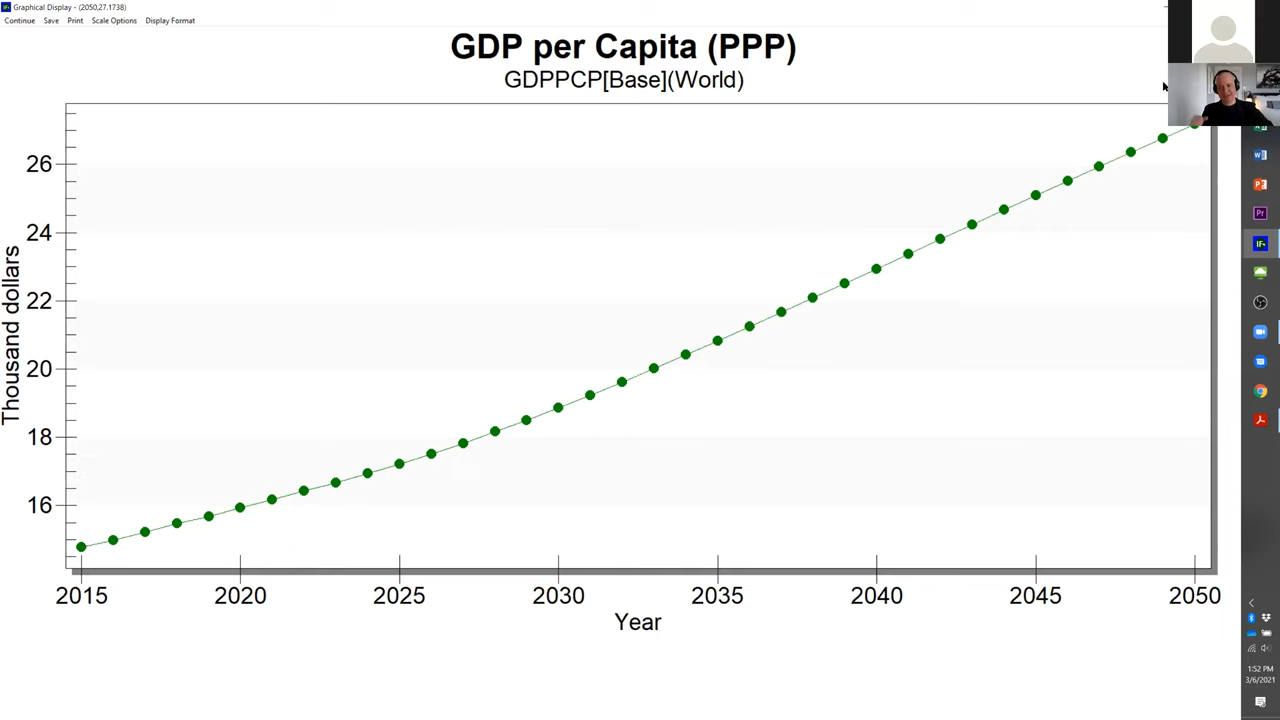 Graphical Display - (2050,27.1738)
Continue Save Print Scale Options Display Format
GDP per Capita (PPP)
GDPPCP[Base](World)
Thousand dollars
26
24
22
20
18
16
2015 2020 2025 2030 2035 2040 2045 2050
Year
Pr
IFs
1:52 PM
3/6/2021